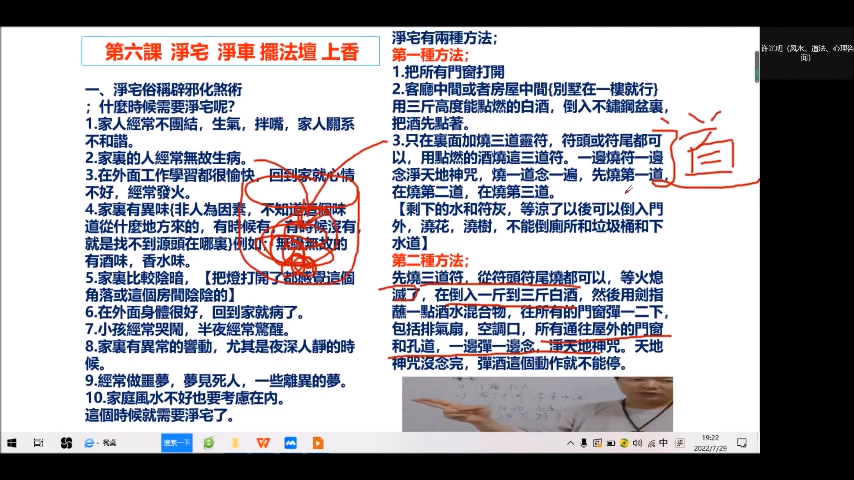 第六課 淨宅 淨車 擺法壇 上香
一、淨宅俗稱辟邪化煞術
；什麼時候需要淨宅呢?
1.家人經常不團結，生氣，拌嘴，家人關系
不和諧。
2.家裏的人經常無故生病。
3.在外面工作學習都很愉快，回到家就心情
不好，經常發火。
4.家裏有異味{非人為因素，不知道這個味
道從什麼地方來的，有時候有，有時候沒有，
就是找不到源頭在哪裏}例如; 無緣無故的
有酒味，香水味。
5.家裏比較陰暗，【把燈打開了都感覺這個
角落或這個房間陰陰的】
6.在外面身體很好，回到家就病了。
7.小孩經常哭鬧，半夜經常驚醒。
8.家裏有異常的響動，尤其是夜深人靜的時
候。
9.經常做噩夢，夢見死人，一些離異的夢。
10.家庭風水不好也要考慮在內。
這個時候就需要淨宅了。
淨宅有兩種方法；
第一種方法；
1.把所有門窗打開
2.客廳中間或者房屋中間{別墅在一樓就行}
用三斤高度能點燃的白酒，倒入不鏽鋼盆裏，
把酒先點著。
3.只在裏面加燒三道靈符，符頭或符尾都可
以，用點燃的酒燒這三道符。一邊燒符一邊
念淨天地神咒，燒一道念一遍，先燒第一道，
在燒第二道，在燒第三道。
【剩下的水和符灰，等涼了以後可以倒入門
外，澆花，澆樹，不能倒廁所和垃圾桶和下
水道】
第二種方法；
先燒三道符，從符頭符尾燒都可以，等火熄
滅了，在倒入一斤到三斤白酒，然後用劍指
蘸一點酒水混合物，往所有的門窗彈一二下，
包括排氣扇，空調口，所有通往屋外的門窗
和孔道，一邊彈一邊念，淨天地神咒。天地
神咒沒念完，彈酒這個動作就不能停。
道
桌面
搜索一下
中
19:22
2022/7/29